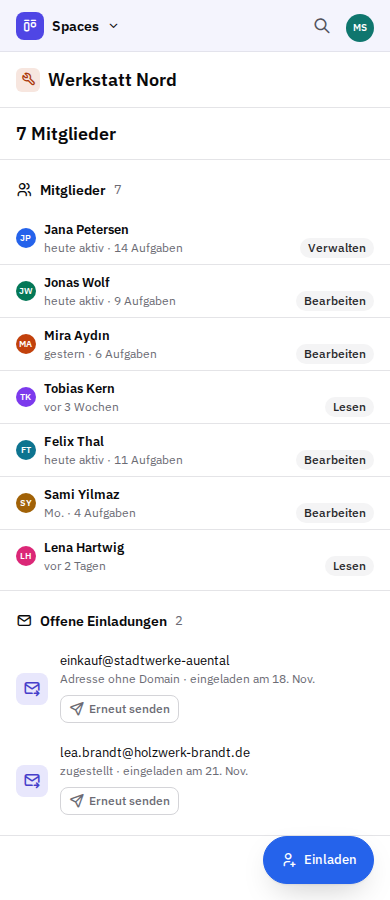 Spaces
MS
Werkstatt Nord
7 Mitglieder
Mitglieder 7
JP
Jana Petersen
heute aktiv · 14 Aufgaben
Verwalten
JW
Jonas Wolf
heute aktiv · 9 Aufgaben
Bearbeiten
MA
Mira Aydın
gestern · 6 Aufgaben
Bearbeiten
TK
Tobias Kern
vor 3 Wochen
Lesen
FT
Felix Thal
heute aktiv · 11 Aufgaben
Bearbeiten
SY
Sami Yilmaz
Mo. · 4 Aufgaben
Bearbeiten
LH
Lena Hartwig
vor 2 Tagen
Lesen
Offene Einladungen 2
einkauf@stadtwerke-auental
Adresse ohne Domain · eingeladen am 18. Nov.
Erneut senden
lea.brandt@holzwerk-brandt.de
zugestellt · eingeladen am 21. Nov.
Erneut senden
Einladen